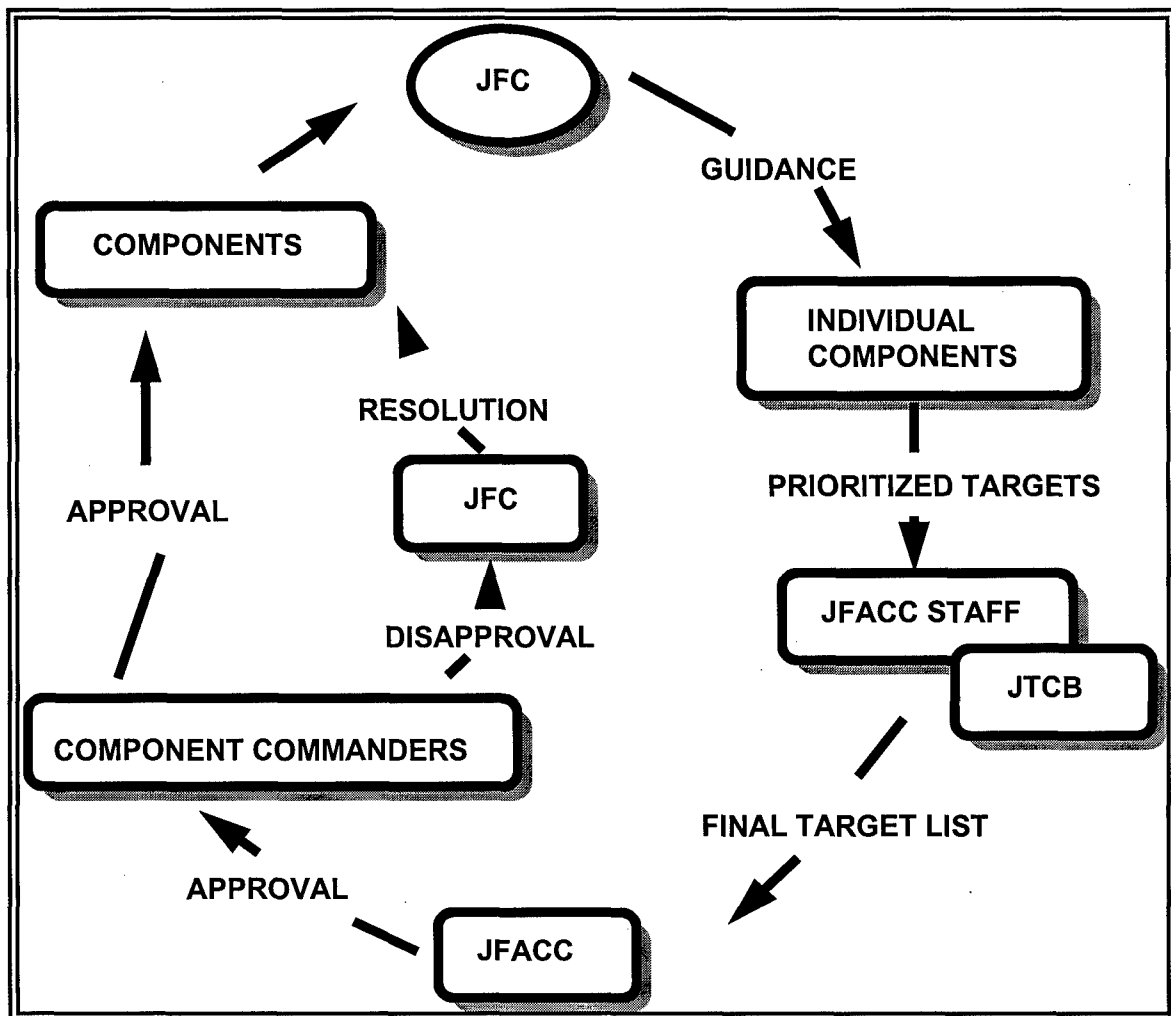 JFC
GUIDANCE
COMPONENTS
INDIVIDUAL
COMPONENTS
RESOLUTION
JFC
PRIORITIZED TARGETS
APPROVAL
JFACC STAFF
DISAPPROVAL
JTCB
COMPONENT COMMANDERS
FINAL TARGET LIST
APPROVAL
JFACC